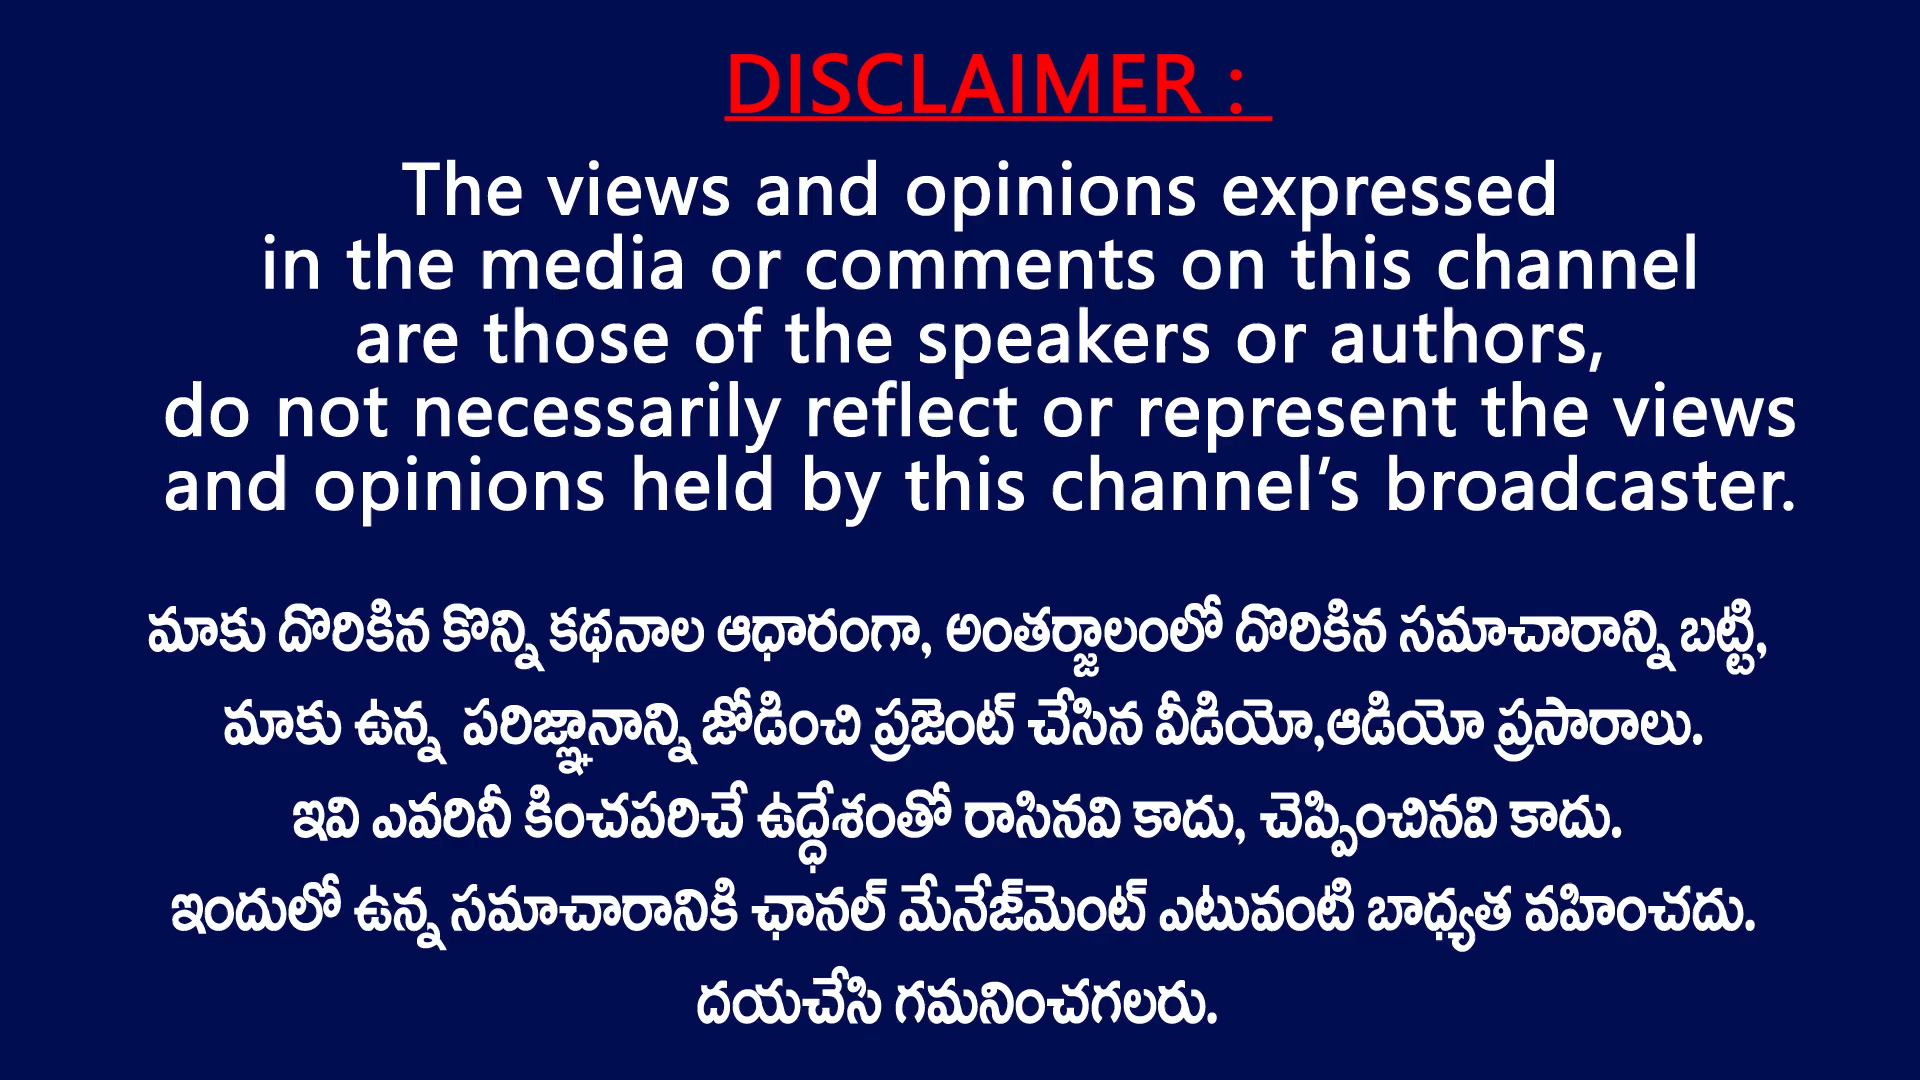 DISCLAIMER :
The views and opinions expressed
in the media or comments on this channel
are those of the speakers or authors,
do not necessarily reflect or represent the views
and opinions held by this channel’s broadcaster.
మాకు దొరికిన కొన్ని కథనాల ఆధారంగా, అంతర్జాలంలో దొరికిన సమాచారాన్ని బట్టి,
మాకు ఉన్న పరిజ్ఞానాన్ని జోడించి ప్రజెంట్ చేసిన వీడియో,ఆడియో ప్రసారాలు.
ఇవి ఎవరినీ కించపరిచే ఉద్ధేశంతో రాసినవి కాదు, చెప్పించినవి కాదు.
ఇందులో ఉన్న సమాచారానికి ఛానల్ మేనేజ్‌మెంట్ ఎటువంటి బాధ్యత వహించదు.
దయచేసి గమనించగలరు.